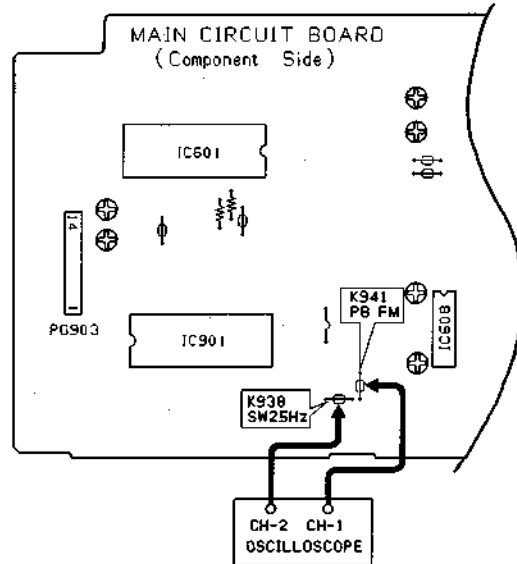 MAIN CIRCUIT BOARD
(Component Side)
IC601
14
1
PG903
IC901
K941
PB FM
IC608
K938
SW25Hz
CH-2 CH-1
OSCILLOSCOPE